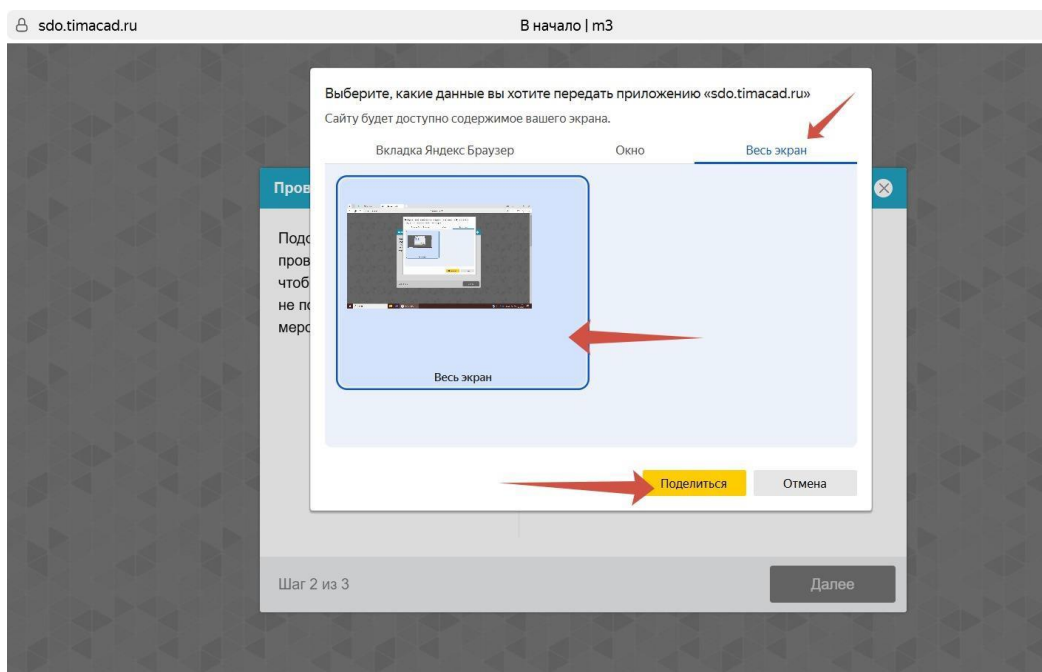 sdo.timacad.ru
В начало | m3
Выберите, какие данные вы хотите передать приложению «sdo.timacad.ru»
Сайту будет доступно содержимое вашего экрана.
Вкладка Яндекс Браузер
Окно
Весь экран
Пров
Подс
пров
чтоб
не по
меро
Весь экран
Поделиться
Отмена
Шаг 2 из 3
Далее